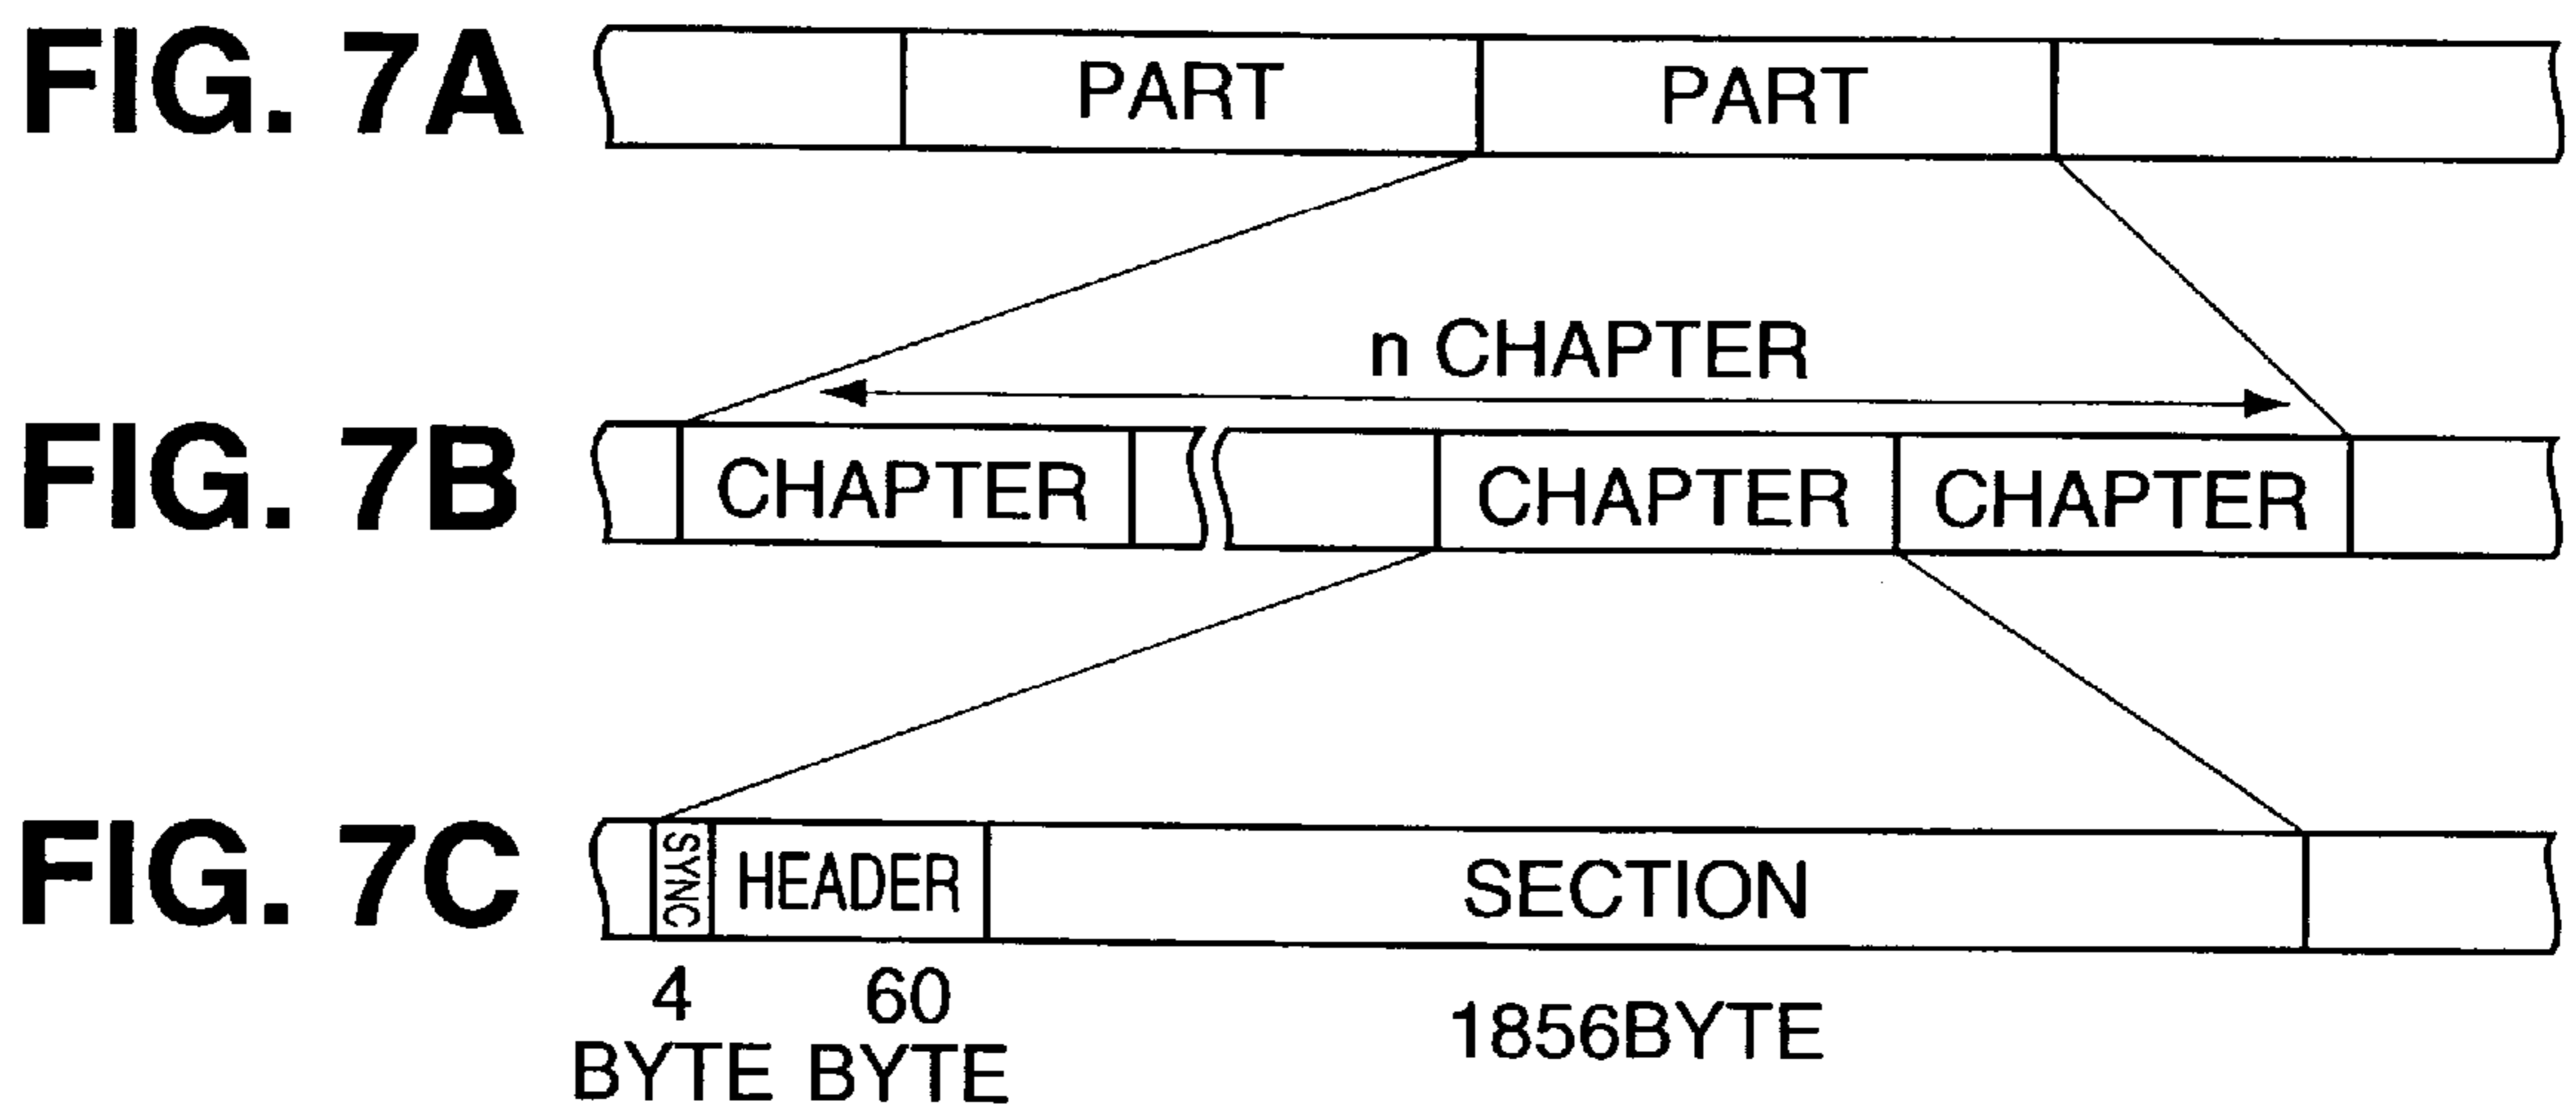 FIG. 7A
PART PART
n CHAPTER
FIG. 7B
CHAPTER CHAPTER CHAPTER
FIG. 7C
SYNC HEADER SECTION
4 60
BYTE BYTE
1856BYTE